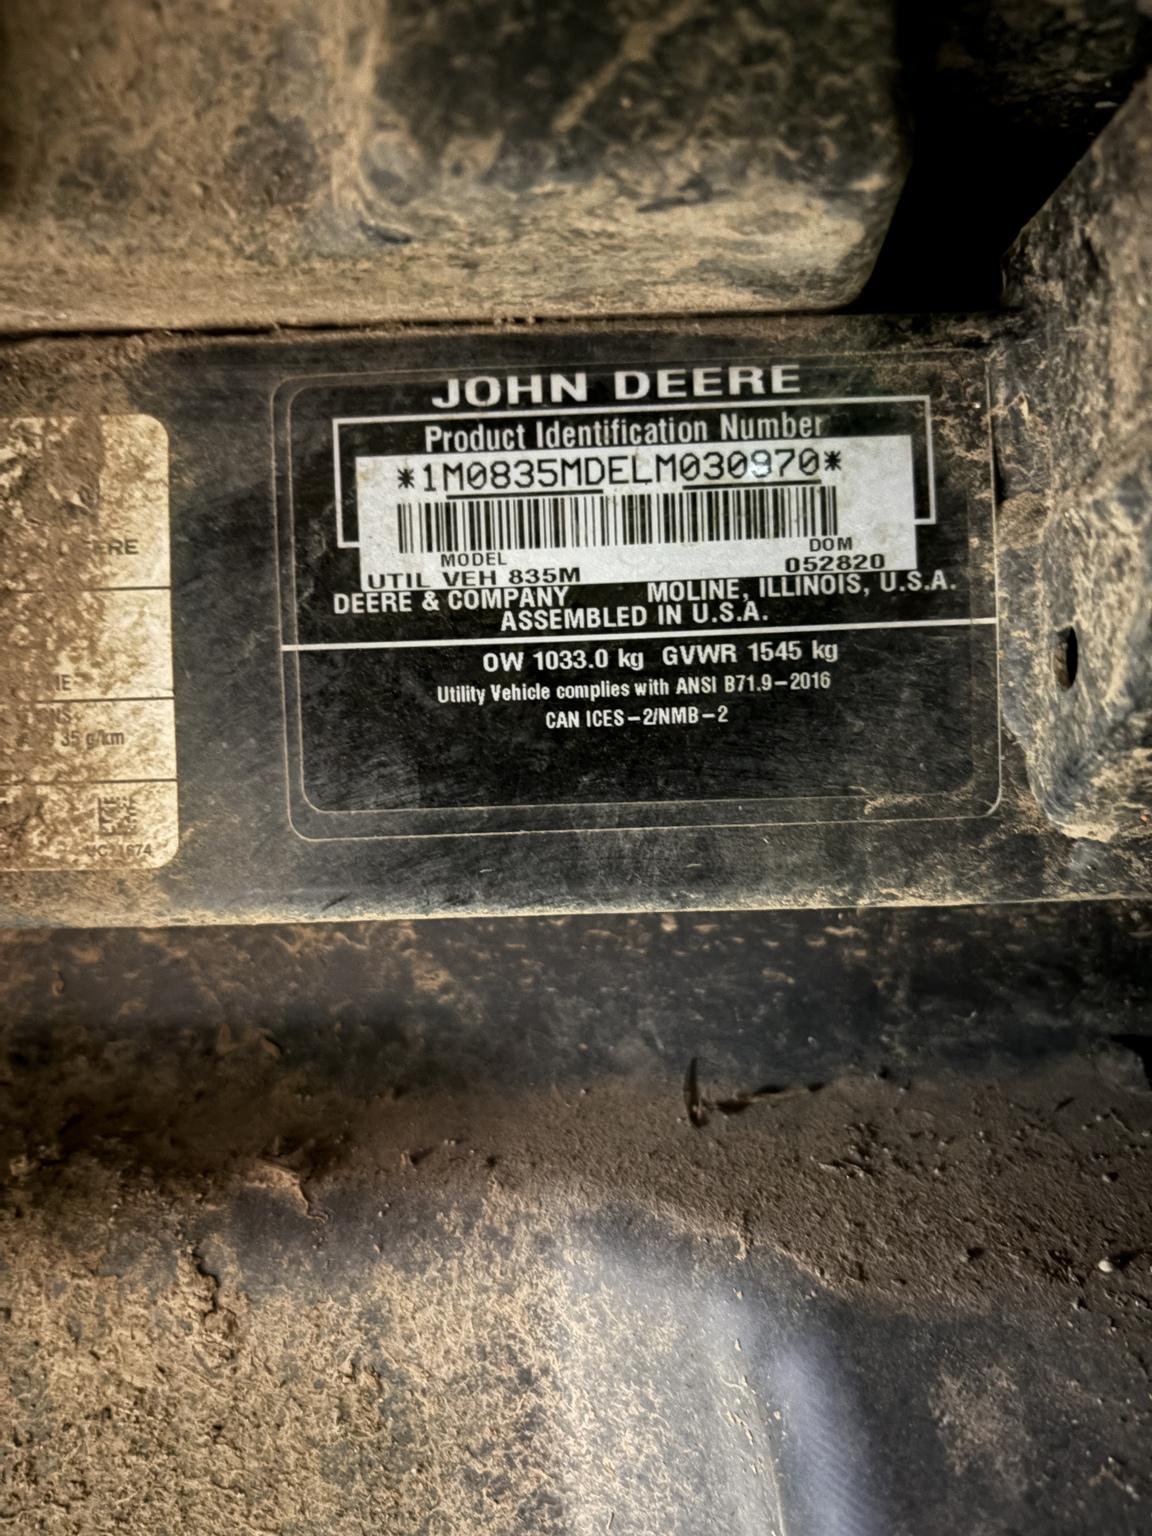 JOHN DEERE
Product Identification Number
*1M0835MDELM030970*
MODEL
DOM
UTIL VEH 835M
052820
DEERE & COMPANY MOLINE, ILLINOIS, U.S.A.
ASSEMBLED IN U.S.A.
OW 1033.0 kg GVWR 1545 kg
Utility Vehicle complies with ANSI B71.9-2016
CAN ICES-2/NMB-2
35 g/km